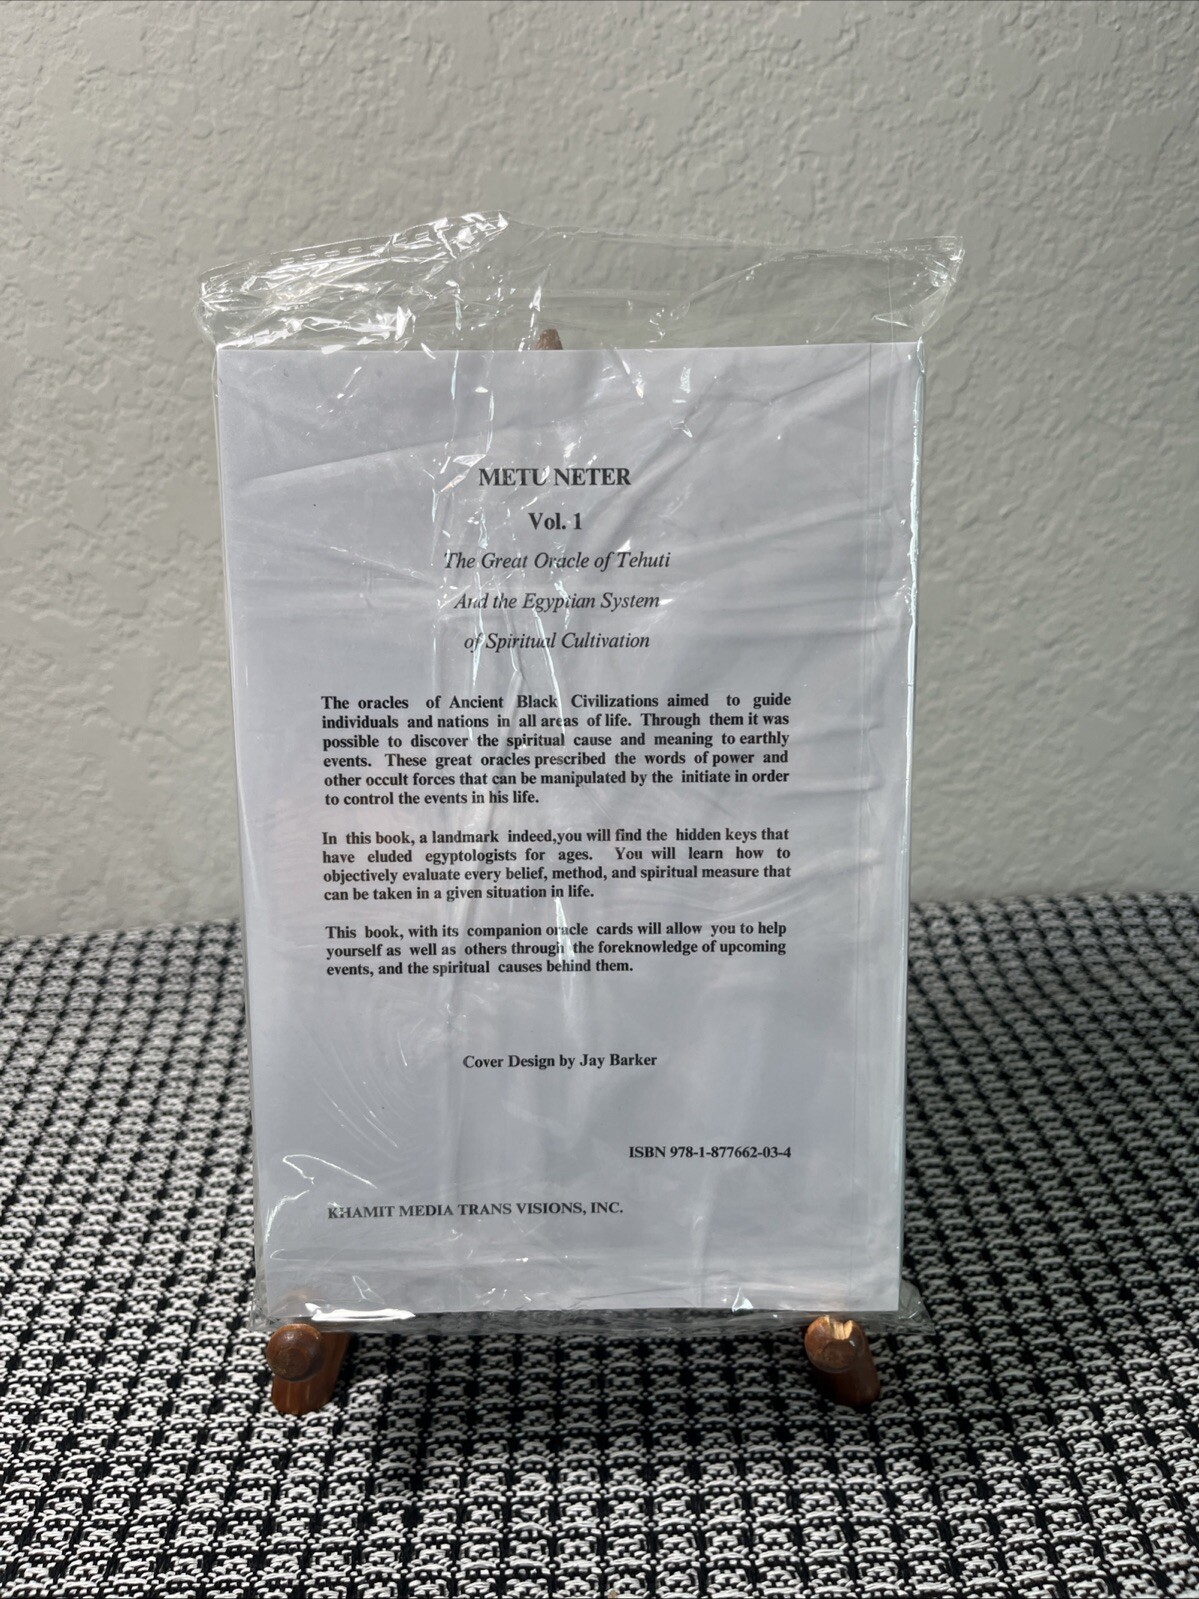 METU NETER
Vol. 1
The Great Oracle of Tehuti
And the Egyptian System
of Spiritual Cultivation
The oracles of Ancient Black Civilizations aimed to guide
individuals and nations in all areas of life. Through them it was
possible to discover the spiritual cause and meaning to earthly
events. These great oracles prescribed the words of power and
other occult forces that can be manipulated by the initiate in order
to control the events in his life.
In this book, a landmark indeed,you will find the hidden keys that
have eluded egyptologists for ages. You will learn how to
objectively evaluate every belief, method, and spiritual measure that
can be taken in a given situation in life.
This book, with its companion oracle cards will allow you to help
yourself as well as others through the foreknowledge of upcoming
events, and the spiritual causes behind them.
Cover Design by Jay Barker
ISBN 978-1-877662-03-4
KHAMIT MEDIA TRANS VISIONS, INC.